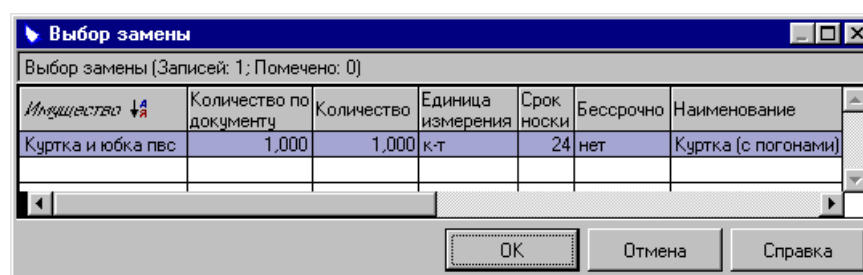 Выбор замены
Выбор замены (Записей: 1; Помечено: 0)
Имущество Количество по документу Количество Единица измерения Срок носки Бессрочно Наименование
Куртка и юбка пвс 1,000 1,000 к-т 24 нет Куртка (с погонами)
ОК Отмена Справка